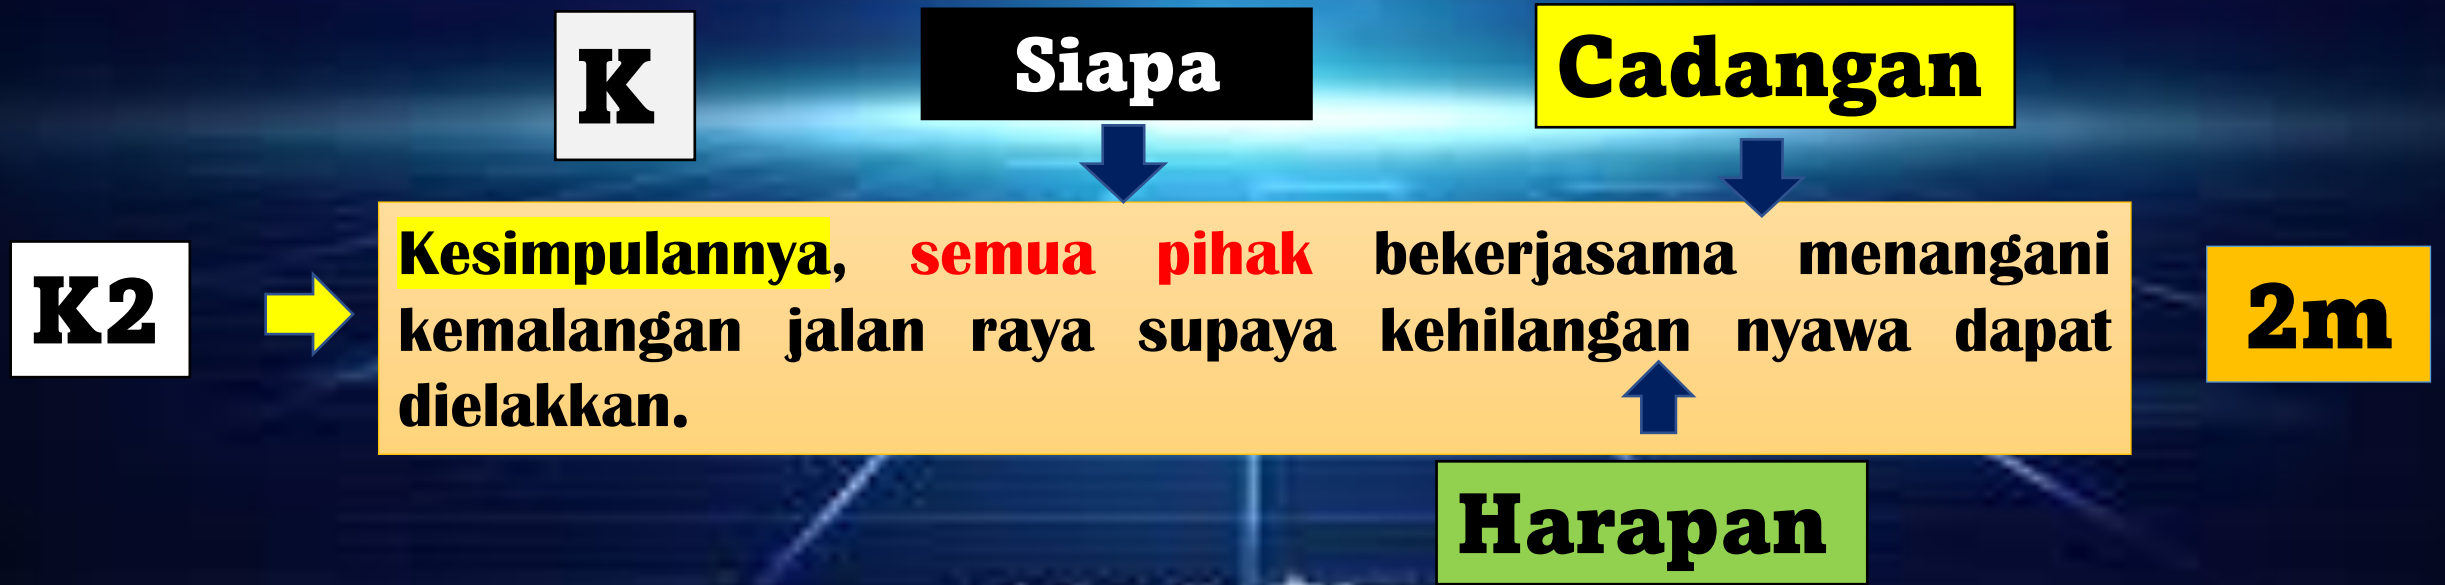 K
Siapa
Cadangan
K2
Kesimpulannya, semua pihak bekerjasama menangani
kemalangan jalan raya supaya kehilangan nyawa dapat
dielakkan.
2m
Harapan